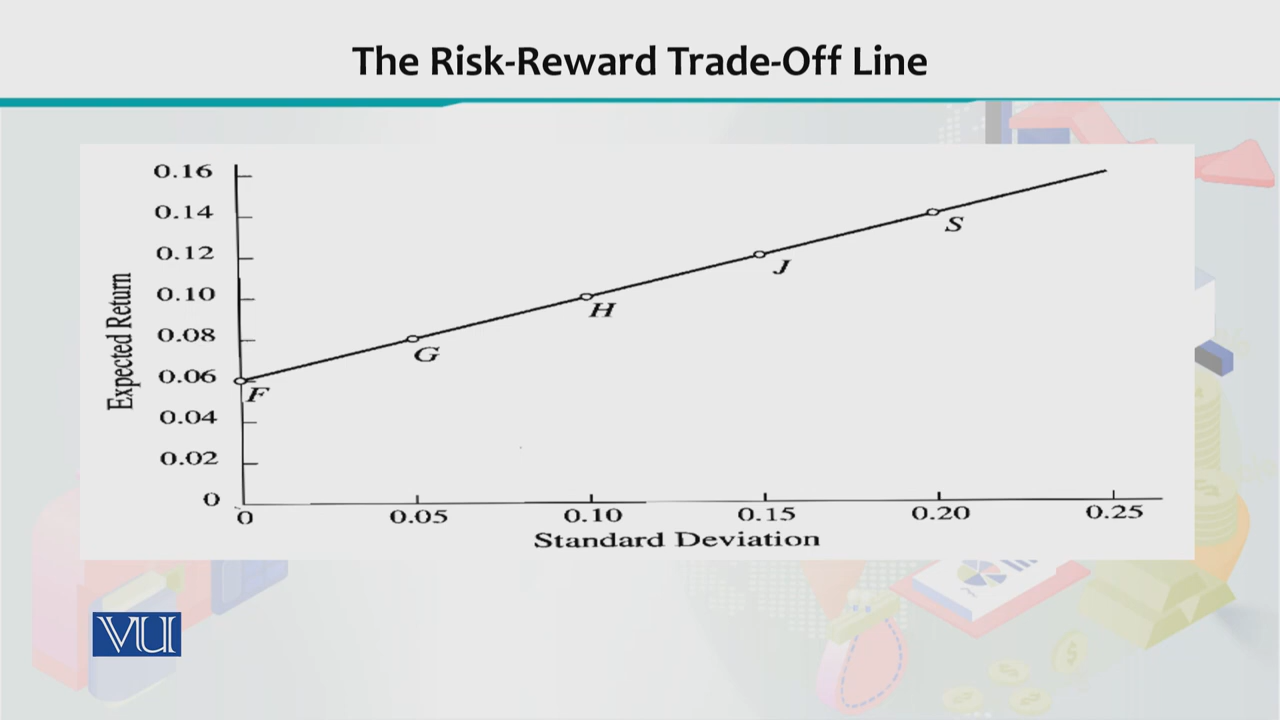 The Risk-Reward Trade-Off Line
0.16
0.14
0.12
0.10
0.08
0.06
0.04
0.02
0
Expected Return
F
G
H
J
S
0 0.05 0.10 0.15 0.20 0.25
Standard Deviation
VU